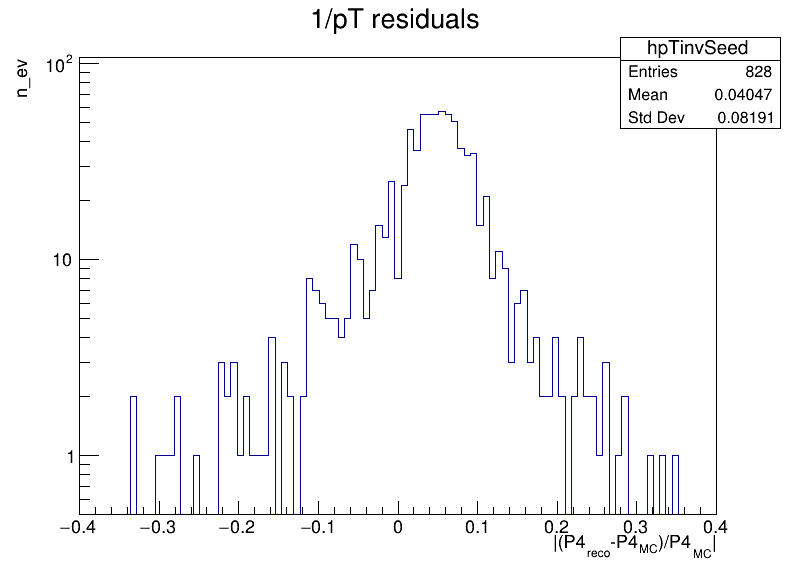 1/pT residuals
n_ev
hpTinvSeed
Entries 828
Mean 0.04047
Std Dev 0.08191
10²
10
1
−0.4 −0.3 −0.2 −0.1 0 0.1 0.2 0.3 0.4
|(P4reco-P4MC)/P4MC|